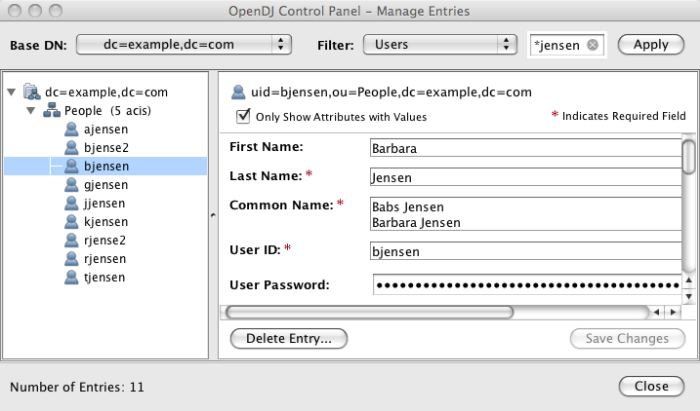 OpenDJ Control Panel – Manage Entries
Base DN: dc=example,dc=com Filter: Users *jensen Apply
dc=example,dc=com
People (5 acis)
ajensen
bjense2
bjensen
gjensen
jjensen
kjensen
rjense2
rjensen
tjensen
uid=bjensen,ou=People,dc=example,dc=com
Only Show Attributes with Values * Indicates Required Field
First Name: Barbara
Last Name: * Jensen
Common Name: * Babs Jensen
Barbara Jensen
User ID: * bjensen
User Password: ••••••••••••••••••••••••••••••••••••••••
Delete Entry... Save Changes
Number of Entries: 11 Close